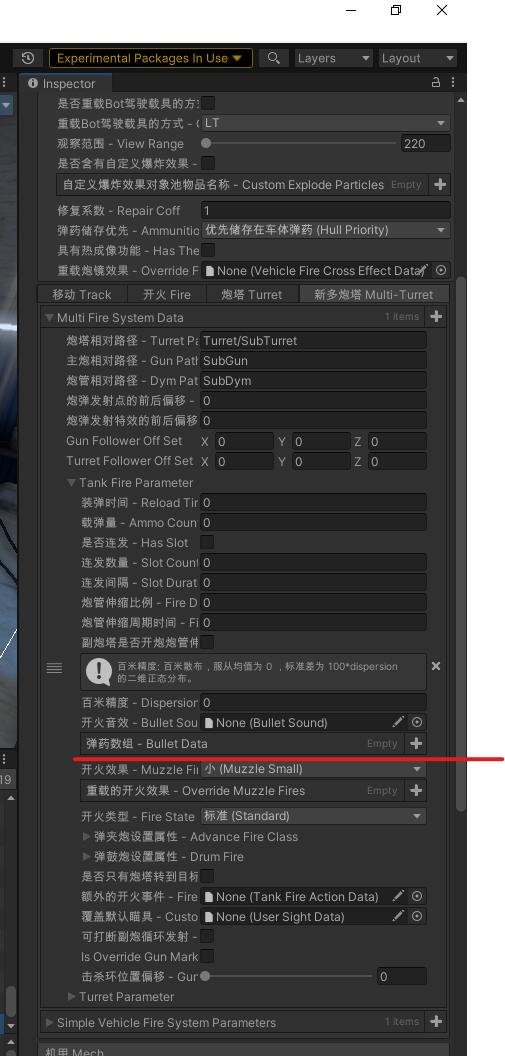 Experimental Packages In Use
Layers
Layout
Inspector
是否重载Bot驾驶载具的方
重载Bot驾驶载具的方式 - ( LT
观察范围 - View Range 220
是否含有自定义爆炸效果 -
自定义爆炸效果对象池物品名称 - Custom Explode Particles Empty
修复系数 - Repair Coff 1
弹药储存优先 - Ammunitic 优先储存在车体弹药 (Hull Priority)
具有热成像功能 - Has The
重载炮镜效果 - Override F None (Vehicle Fire Cross Effect Data)
移动 Track 开火 Fire 炮塔 Turret 新多炮塔 Multi-Turret
Multi Fire System Data 1 items
炮塔相对路径 - Turret Pa Turret/SubTurret
主炮相对路径 - Gun Path SubGun
炮管相对路径 - Dym Pat SubDym
炮弹发射点的前后偏移 - 0
炮弹发射特效的前后偏移 0
Gun Follower Off Set X 0 Y 0 Z 0
Turret Follower Off Set X 0 Y 0 Z 0
Tank Fire Parameter
装弹时间 - Reload Tir 0
载弹量 - Ammo Coun 0
是否连发 - Has Slot
连发数量 - Slot Count 0
连发间隔 - Slot Durat 0
炮管伸缩比例 - Fire D 0
炮管伸缩周期时间 - Fi 0
副炮塔是否开炮炮管伸
百米精度: 百米散布，服从均值为 0 ，标准差为 100*dispersion
的二维正态分布。
百米精度 - Dispersion 0
开火音效 - Bullet Sou None (Bullet Sound)
弹药数组 - Bullet Data Empty
开火效果 - Muzzle Fir 小 (Muzzle Small)
重载的开火效果 - Override Muzzle Fires Empty
19
开火类型 - Fire State 标准 (Standard)
弹夹炮设置属性 - Advance Fire Class
弹鼓炮设置属性 - Drum Fire
是否只有炮塔转到目标
额外的开火事件 - Fire None (Tank Fire Action Data)
覆盖默认瞄具 - Custo None (User Sight Data)
可打断副炮循环发射 -
Is Override Gun Mark
击杀环位置偏移 - Gur 0
Turret Parameter
Simple Vehicle Fire System Parameters 1 items
机甲 Mech